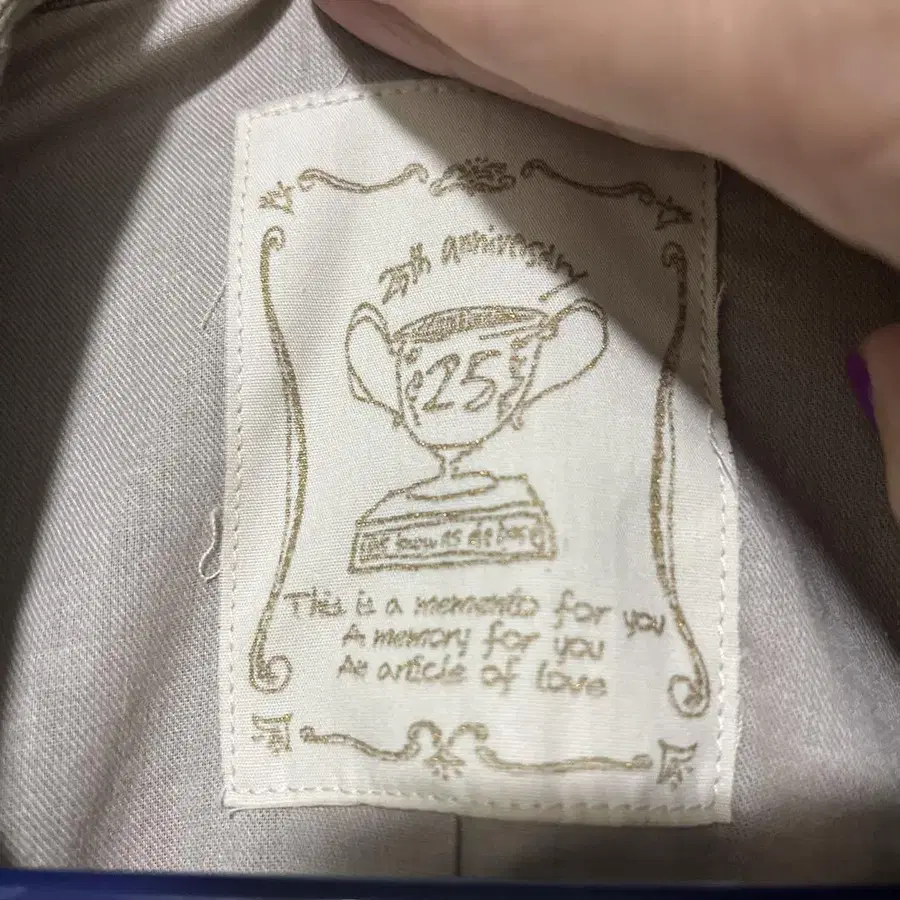 25th anniversary
25
This is a memento for you
A memory for you
An article of love